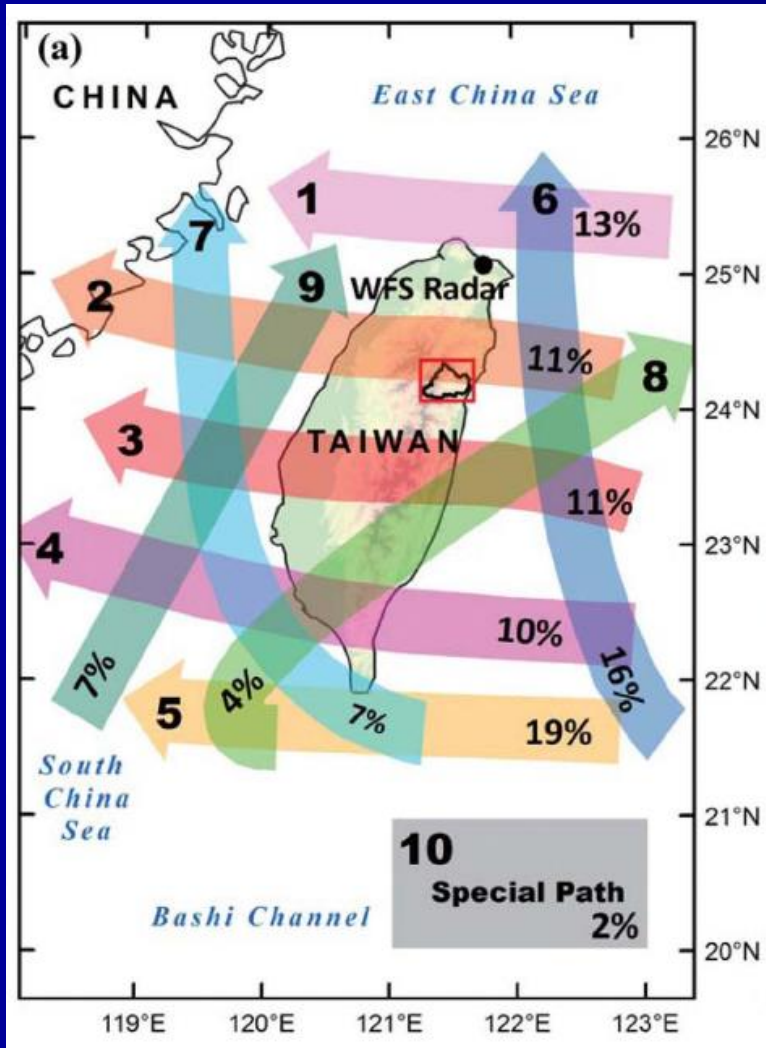 (a)
CHINA
East China Sea
26°N
1
6
13%
7
25°N
9
WFS Radar
2
11%
8
24°N
3
TAIWAN
11%
23°N
4
10%
7%
16%
4%
22°N
5
7%
19%
South
China
Sea
21°N
10
Special Path
2%
Bashi Channel
20°N
119°E 120°E 121°E 122°E 123°E